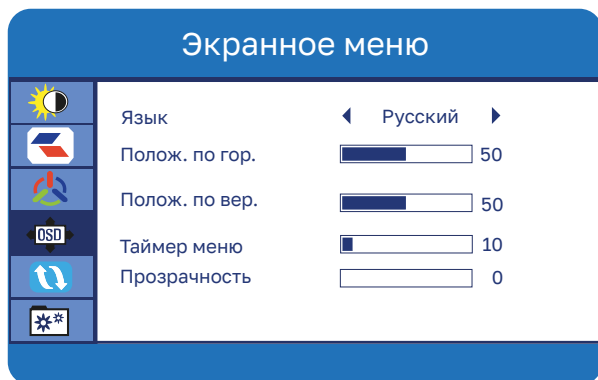 Экранное меню
Язык Русский
Полож. по гор. 50
Полож. по вер. 50
OSD
Таймер меню 10
Прозрачность 0